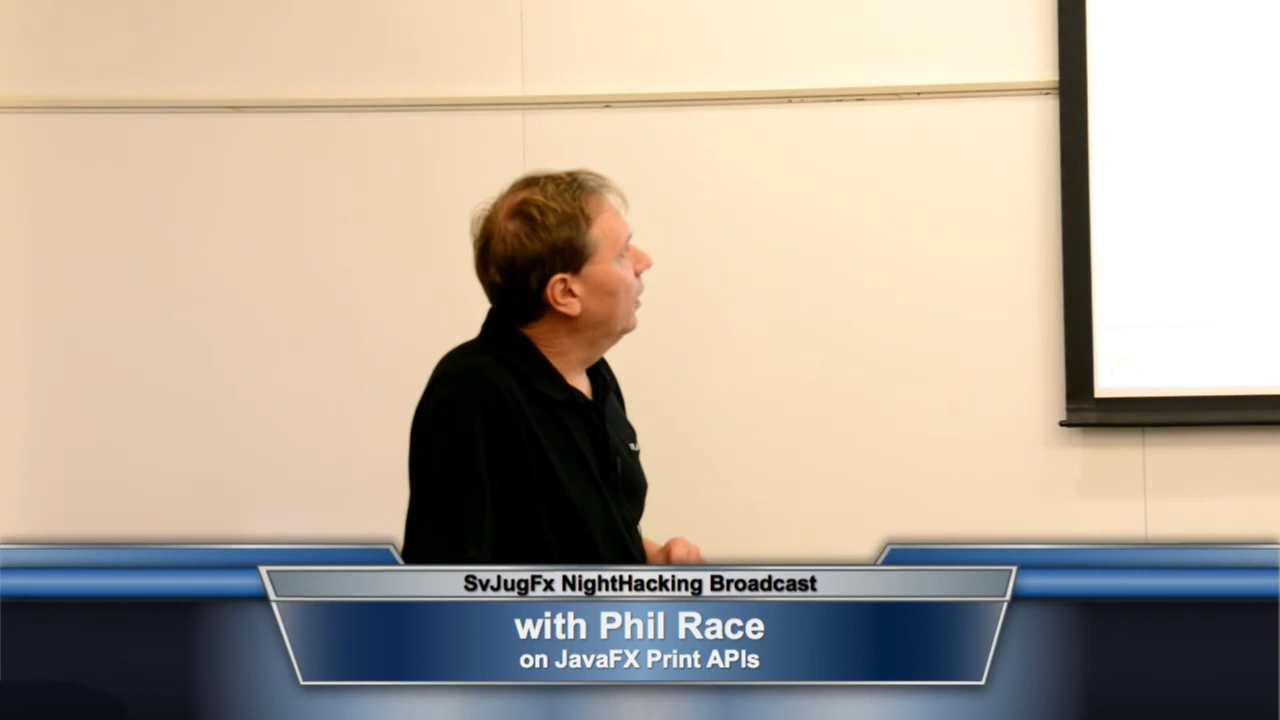 SvJugFx NightHacking Broadcast
with Phil Race
on JavaFX Print APIs